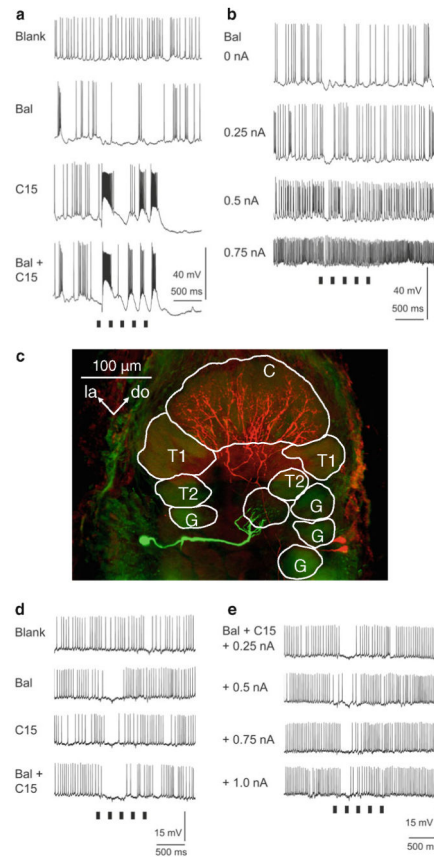 a
Blank
Bal
C15
Bal +
C15
40 mV
500 ms
b
Bal
0 nA
0.25 nA
0.5 nA
0.75 nA
40 mV
500 ms
c
100 µm
la
do
C
T1
T1
T2
T2
G
G
G
G
d
Blank
Bal
C15
Bal +
C15
15 mV
500 ms
e
Bal + C15
+ 0.25 nA
+ 0.5 nA
+ 0.75 nA
+ 1.0 nA
15 mV
500 ms